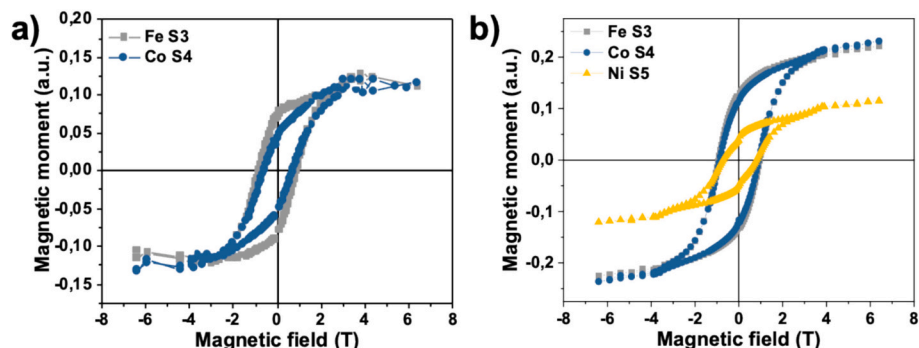 a)
Fe S3
Co S4
Magnetic moment (a.u.)
0,20
0,15
0,10
0,05
0,00
-0,05
-0,10
-0,15
-8 -6 -4 -2 0 2 4 6 8
Magnetic field (T)
b)
Fe S3
Co S4
Ni S5
Magnetic moment (a.u.)
0,2
0,1
0,0
-0,1
-0,2
-8 -6 -4 -2 0 2 4 6 8
Magnetic field (T)